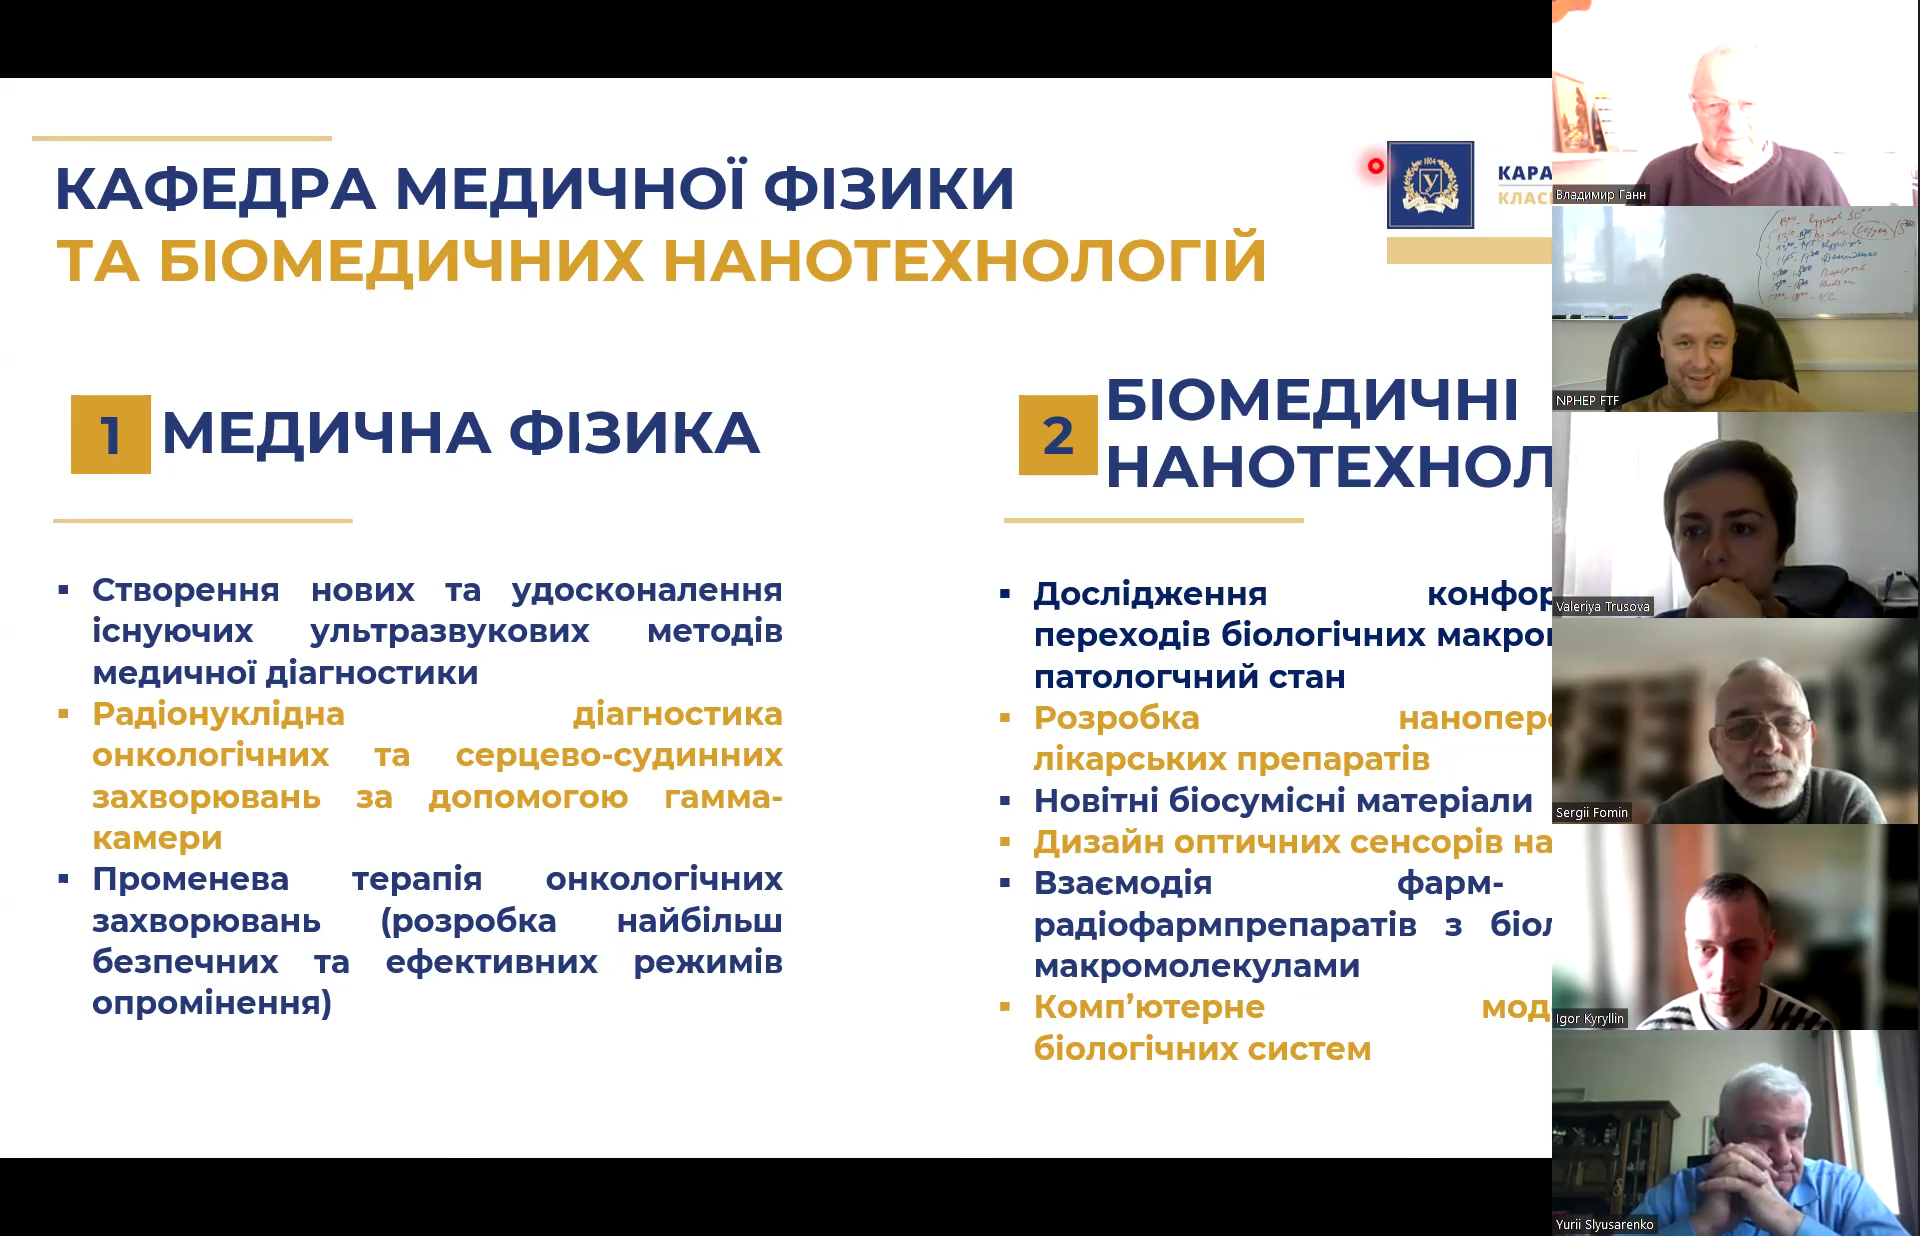 КАФЕДРА МЕДИЧНОЇ ФІЗИКИ
ТА БІОМЕДИЧНИХ НАНОТЕХНОЛОГІЙ
1804
У
КАРА
КЛАС
1 МЕДИЧНА ФІЗИКА
▪ Створення нових та удосконалення
існуючих ультразвукових методів
медичної діагностики
▪ Радіонуклідна діагностика
онкологічних та серцево-судинних
захворювань за допомогою гамма-
камери
▪ Променева терапія онкологічних
захворювань (розробка найбільш
безпечних та ефективних режимів
опромінення)
2 БІОМЕДИЧНІ
НАНОТЕХНОЛ
▪ Дослідження конфор
переходів біологічних макро
патологчний стан
▪ Розробка нанопер
лікарських препаратів
▪ Новітні біосумісні матеріали
▪ Дизайн оптичних сенсорів на
▪ Взаємодія фарм-
радіофармпрепаратів з біол
макромолекулами
▪ Комп’ютерне мод
біологічних систем
Владимир Ганн
NPHEP FTF
Valeriya Trusova
Sergii Fomin
Igor Kyryllin
Yurii Slyusarenko